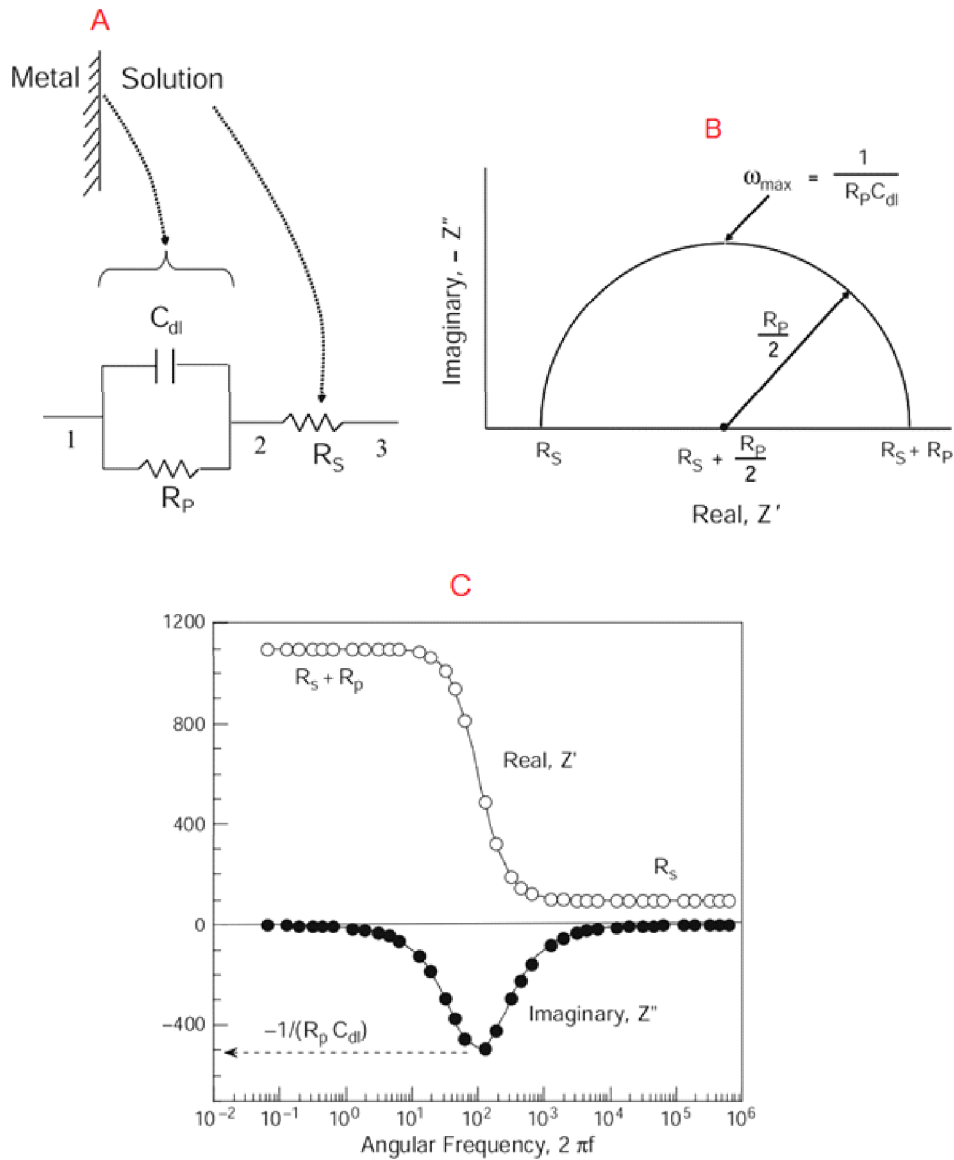 A
Metal Solution
C_dl
1 2 R_S 3
R_P
B
ω_max = 1 / R_P C_dl
Imaginary, – Z"
R_P / 2
R_S R_S + R_P / 2 R_S + R_P
Real, Z'
C
1200
R_s + R_p
800
Real, Z'
400
R_s
0
Imaginary, Z"
−400
−1/(R_p C_dl)
10^−2 10^−1 10^0 10^1 10^2 10^3 10^4 10^5 10^6
Angular Frequency, 2 πf